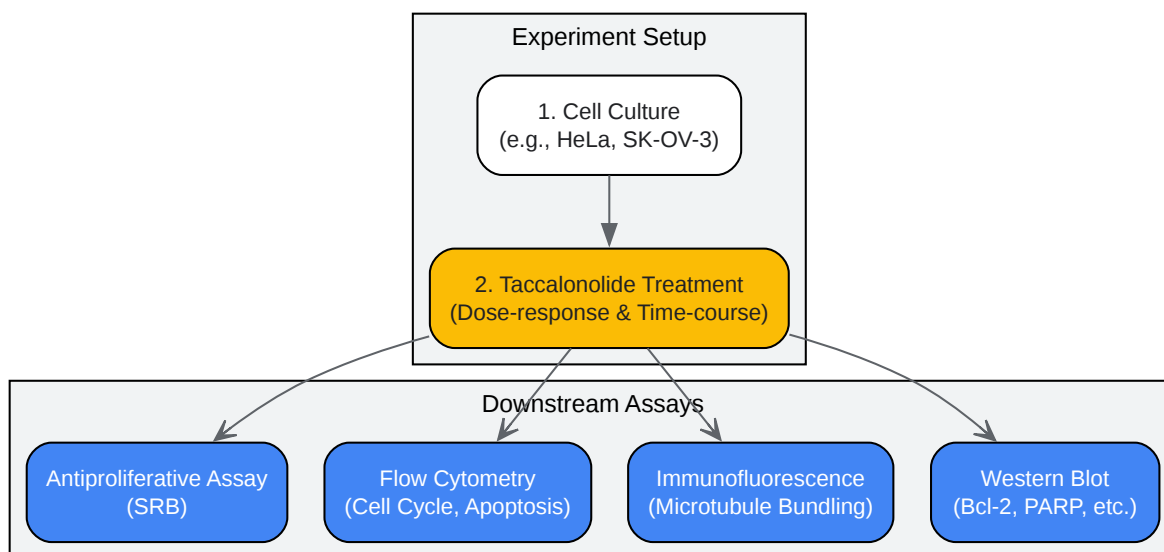 Experiment Setup
1. Cell Culture
(e.g., HeLa, SK-OV-3)
2. Taccalonolide Treatment
(Dose-response & Time-course)
Downstream Assays
Antiproliferative Assay
(SRB)
Flow Cytometry
(Cell Cycle, Apoptosis)
Immunofluorescence
(Microtubule Bundling)
Western Blot
(Bcl-2, PARP, etc.)